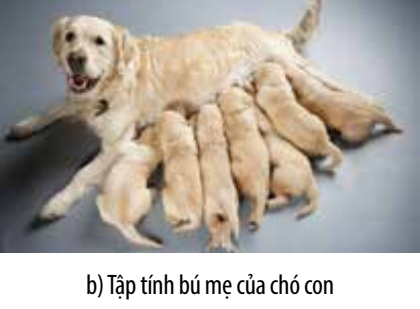 b) Tập tính bú mẹ của chó con